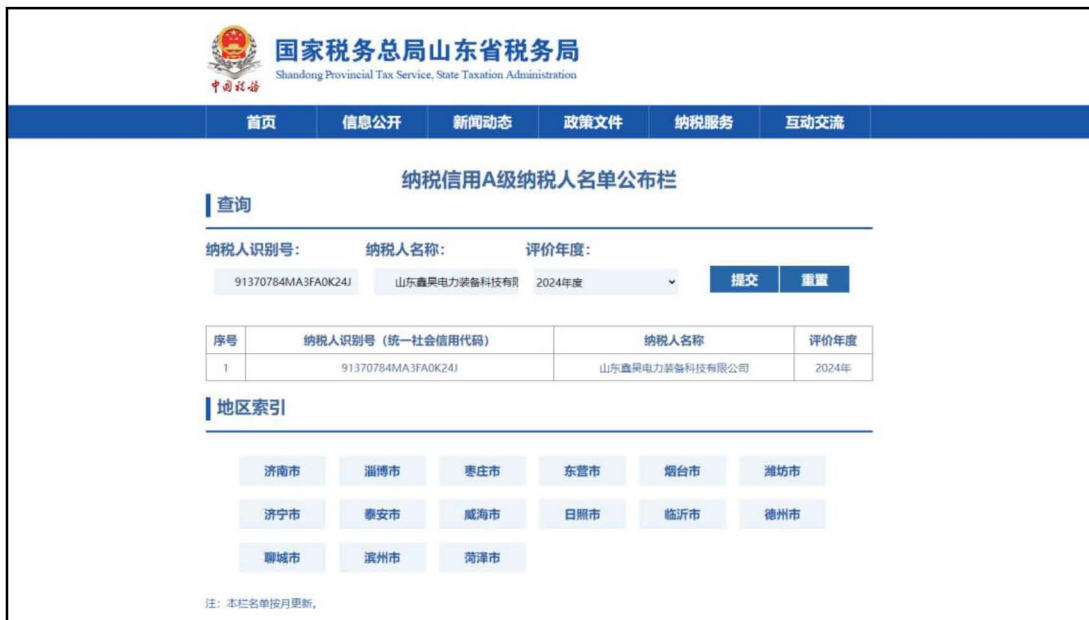 国家税务总局山东省税务局
Shandong Provincial Tax Service, State Taxation Administration
中国税务
首页 信息公开 新闻动态 政策文件 纳税服务 互动交流
纳税信用A级纳税人名单公布栏
查询
纳税人识别号： 纳税人名称： 评价年度：
91370784MA3FA0K24J 山东鑫昊电力装备科技有限 2024年度 提交 重置
序号 纳税人识别号（统一社会信用代码） 纳税人名称 评价年度
1 91370784MA3FA0K24J 山东鑫昊电力装备科技有限公司 2024年
地区索引
济南市 淄博市 枣庄市 东营市 烟台市 潍坊市
济宁市 泰安市 威海市 日照市 临沂市 德州市
聊城市 滨州市 菏泽市
注：本栏名单按月更新。